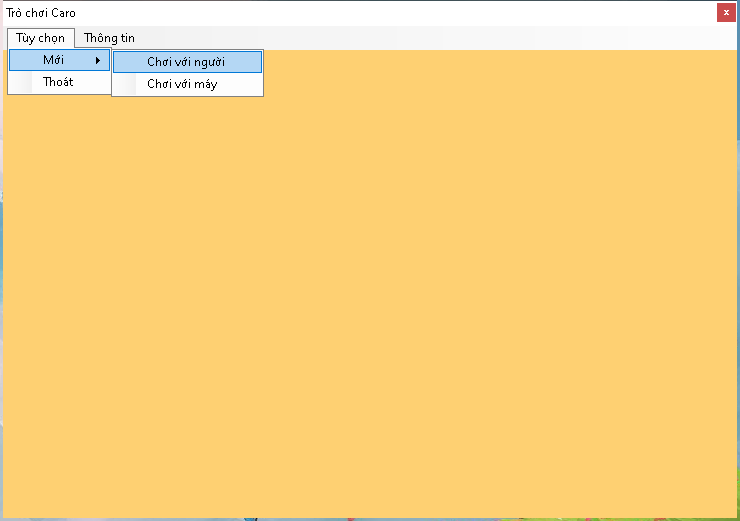 Trò chơi Caro
x
Tùy chọn Thông tin
Mới Chơi với người
Thoát Chơi với máy